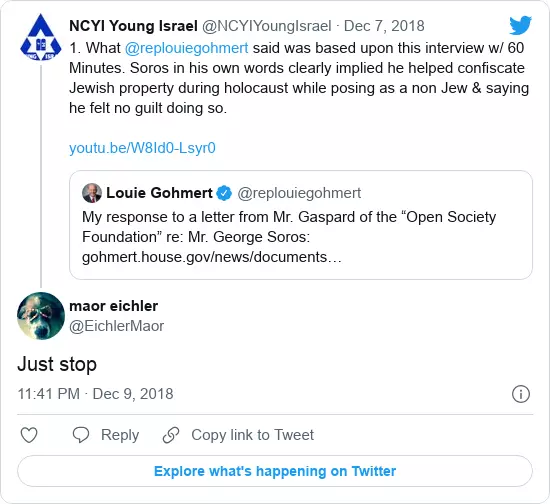 NCYI Young Israel @NCYIYoungIsrael · Dec 7, 2018
1. What @replouiegohmert said was based upon this interview w/ 60
Minutes. Soros in his own words clearly implied he helped confiscate
Jewish property during holocaust while posing as a non Jew & saying
he felt no guilt doing so.
youtu.be/W8Id0-Lsyr0
Louie Gohmert @replouiegohmert
My response to a letter from Mr. Gaspard of the “Open Society
Foundation” re: Mr. George Soros:
gohmert.house.gov/news/documents…
maor eichler
@EichlerMaor
Just stop
11:41 PM · Dec 9, 2018
Reply
Copy link to Tweet
Explore what's happening on Twitter